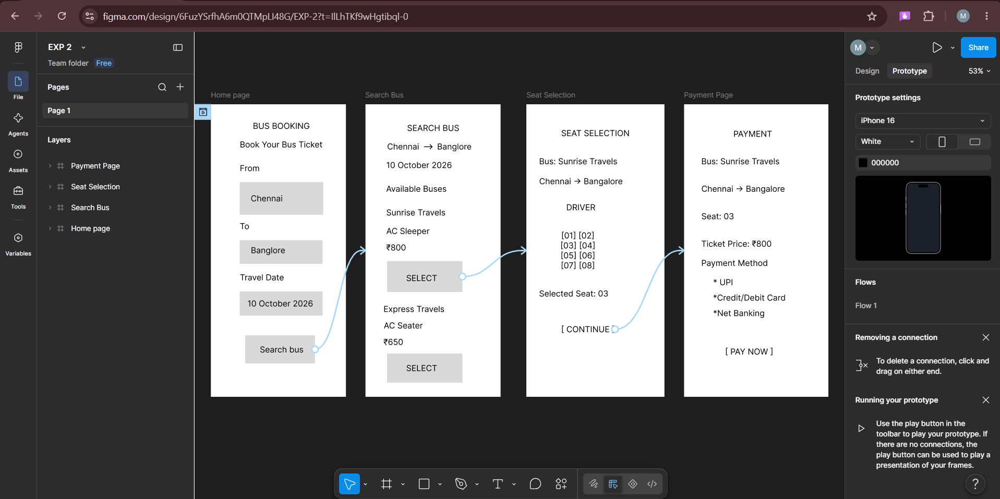 figma.com/design/6FuzYSrfhA6m0QTMpLl48G/EXP-2?t=IlLhTKf9wHgtibqI-0
M
File
Agents
Assets
Tools
Variables
EXP 2
Team folder Free
Pages
Page 1
Layers
Payment Page
Seat Selection
Search Bus
Home page
Home page
BUS BOOKING
Book Your Bus Ticket
From
Chennai
To
Banglore
Travel Date
10 October 2026
Search bus
Search Bus
SEARCH BUS
Chennai → Banglore
10 October 2026
Available Buses
Sunrise Travels
AC Sleeper
₹800
SELECT
Express Travels
AC Seater
₹650
SELECT
Seat Selection
SEAT SELECTION
Bus: Sunrise Travels
Chennai → Bangalore
DRIVER
[01] [02]
[03] [04]
[05] [06]
[07] [08]
Selected Seat: 03
[ CONTINUE ]
Payment Page
PAYMENT
Bus: Sunrise Travels
Chennai → Bangalore
Seat: 03
Ticket Price: ₹800
Payment Method
* UPI
*Credit/Debit Card
*Net Banking
[ PAY NOW ]
M
Share
Design Prototype 53%
Prototype settings
iPhone 16
White
000000
Flows
Flow 1
Removing a connection
To delete a connection, click and
drag on either end.
Running your prototype
Use the play button in the
toolbar to play your prototype. If
there are no connections, the
play button can be used to play a
presentation of your frames.
?